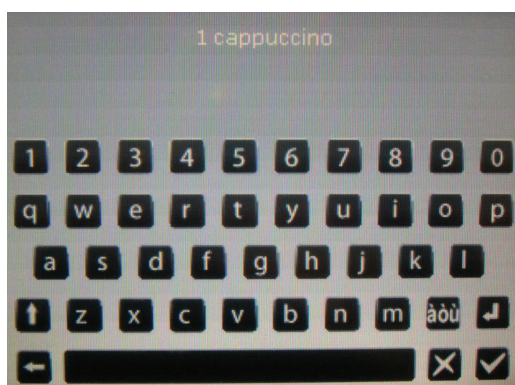 1 cappuccino
1 2 3 4 5 6 7 8 9 0
q w e r t y u i o p
a s d f g h j k l
z x c v b n m àòù